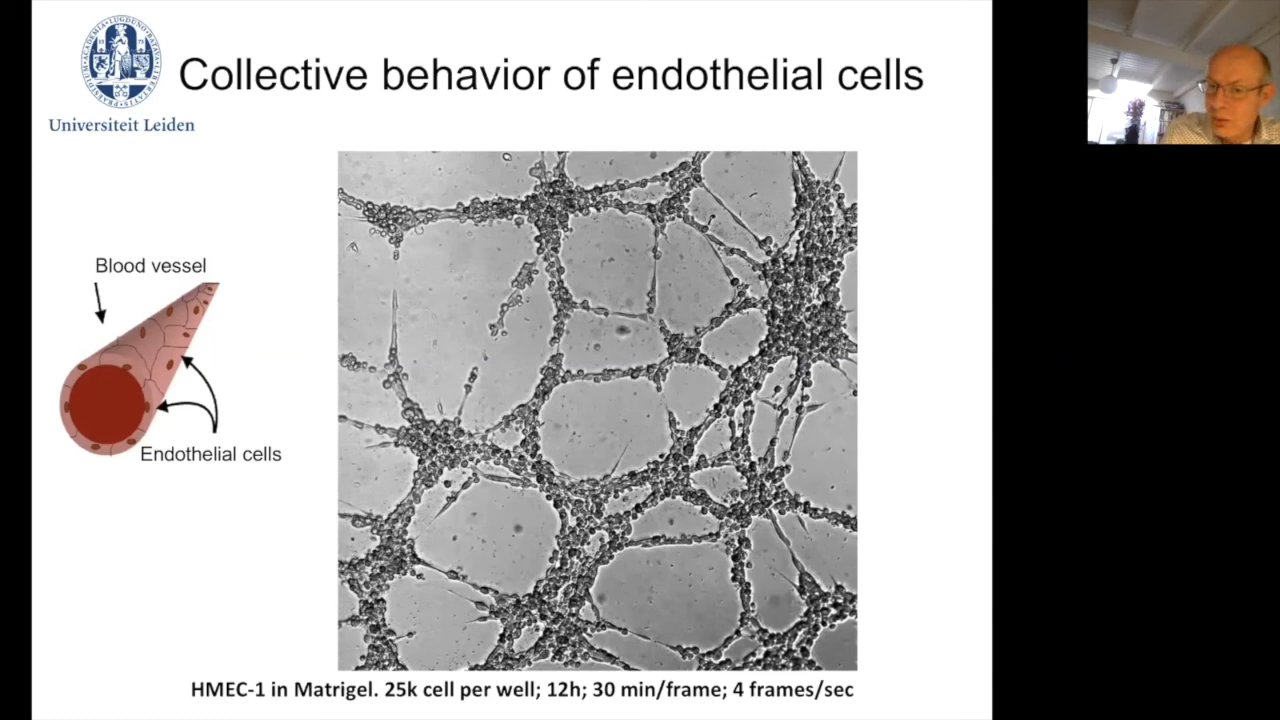 Collective behavior of endothelial cells
Universiteit Leiden
Blood vessel
Endothelial cells
HMEC-1 in Matrigel. 25k cell per well; 12h; 30 min/frame; 4 frames/sec